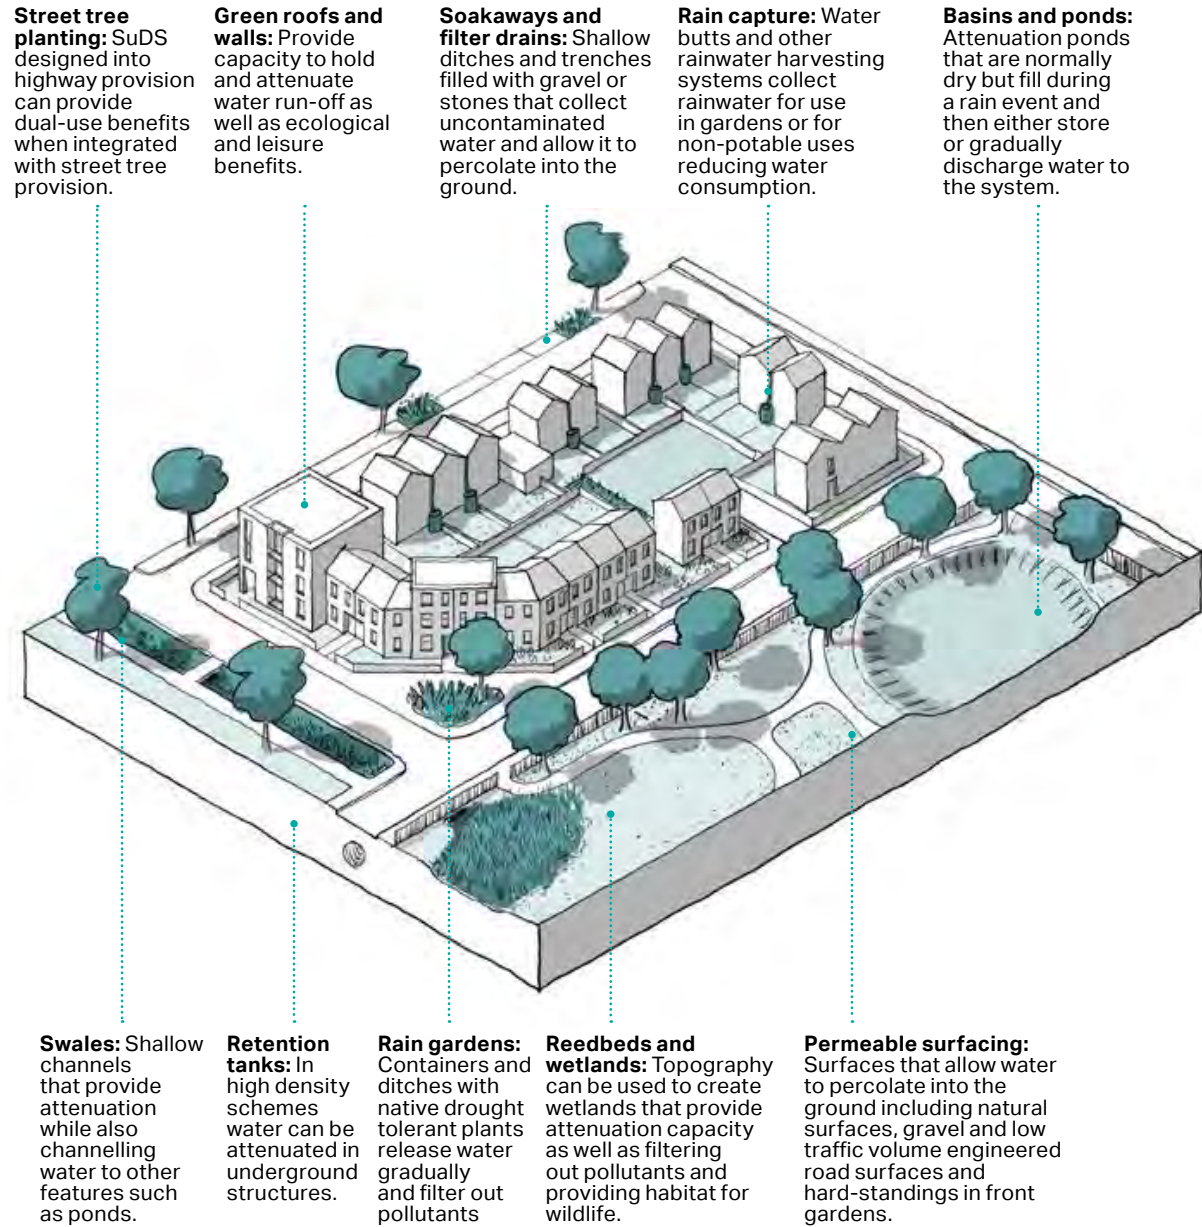 Street tree
planting: SuDS
designed into
highway provision
can provide
dual-use benefits
when integrated
with street tree
provision.
Green roofs and
walls: Provide
capacity to hold
and attenuate
water run-off as
well as ecological
and leisure
benefits.
Soakaways and
filter drains: Shallow
ditches and trenches
filled with gravel or
stones that collect
uncontaminated
water and allow it to
percolate into the
ground.
Rain capture: Water
butts and other
rainwater harvesting
systems collect
rainwater for use
in gardens or for
non-potable uses
reducing water
consumption.
Basins and ponds:
Attenuation ponds
that are normally
dry but fill during
a rain event and
then either store
or gradually
discharge water to
the system.
Swales: Shallow
channels
that provide
attenuation
while also
channelling
water to other
features such
as ponds.
Retention
tanks: In
high density
schemes
water can be
attenuated in
underground
structures.
Rain gardens:
Containers and
ditches with
native drought
tolerant plants
release water
gradually
and filter out
pollutants
Reedbeds and
wetlands: Topography
can be used to create
wetlands that provide
attenuation capacity
as well as filtering
out pollutants and
providing habitat for
wildlife.
Permeable surfacing:
Surfaces that allow water
to percolate into the
ground including natural
surfaces, gravel and low
traffic volume engineered
road surfaces and
hard-standings in front
gardens.